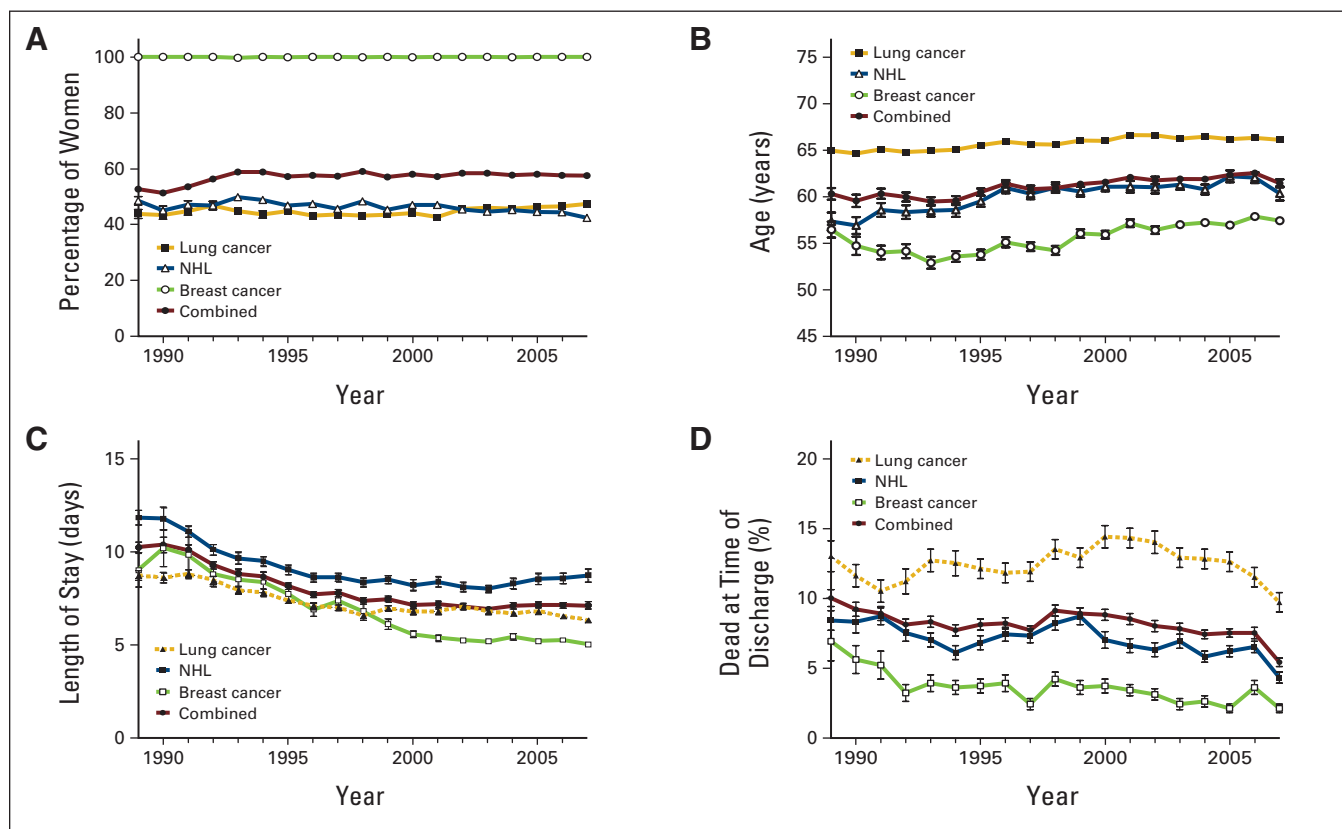 A
Percentage of Women
100
80
60
40
20
0
Lung cancer
NHL
Breast cancer
Combined
1990
1995
2000
2005
Year
B
Age (years)
75
70
65
60
55
50
45
Lung cancer
NHL
Breast cancer
Combined
1990
1995
2000
2005
Year
C
Length of Stay (days)
15
10
5
0
Lung cancer
NHL
Breast cancer
Combined
1990
1995
2000
2005
Year
D
Dead at Time of
Discharge (%)
20
15
10
5
0
Lung cancer
NHL
Breast cancer
Combined
1990
1995
2000
2005
Year